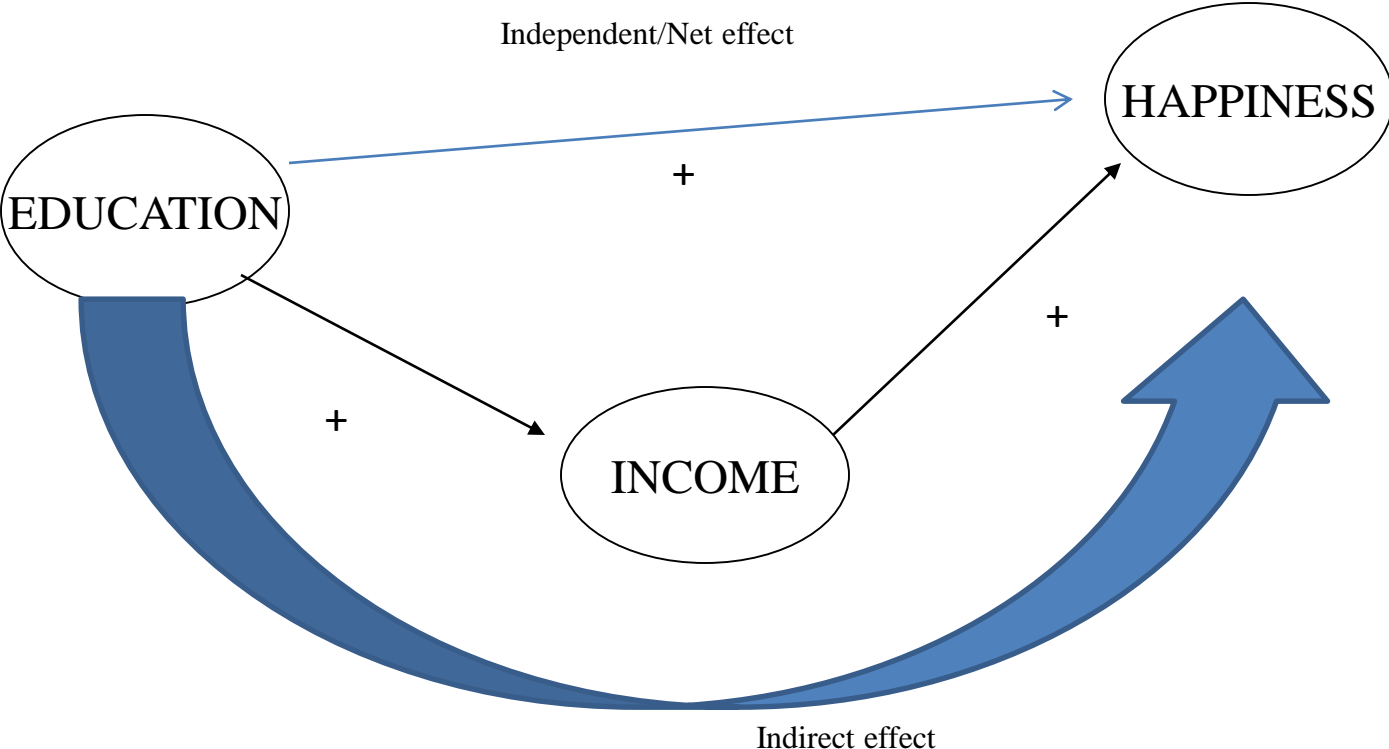 Independent/Net effect
HAPPINESS
+
EDUCATION
+
+
INCOME
Indirect effect